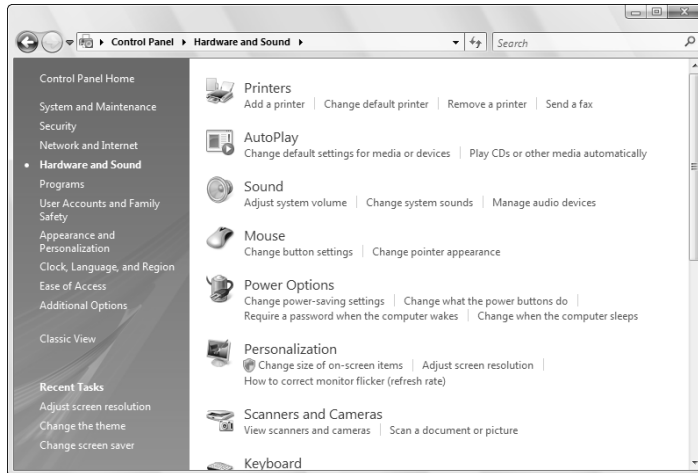 Control Panel Hardware and Sound Search
Control Panel Home
System and Maintenance
Security
Network and Internet
Hardware and Sound
Programs
User Accounts and Family
Safety
Appearance and
Personalization
Clock, Language, and Region
Ease of Access
Additional Options
Classic View
Recent Tasks
Adjust screen resolution
Change the theme
Change screen saver
Printers
Add a printer | Change default printer | Remove a printer | Send a fax
AutoPlay
Change default settings for media or devices | Play CDs or other media automatically
Sound
Adjust system volume | Change system sounds | Manage audio devices
Mouse
Change button settings | Change pointer appearance
Power Options
Change power-saving settings | Change what the power buttons do |
Require a password when the computer wakes | Change when the computer sleeps
Personalization
Change size of on-screen items | Adjust screen resolution |
How to correct monitor flicker (refresh rate)
Scanners and Cameras
View scanners and cameras | Scan a document or picture
Keyboard